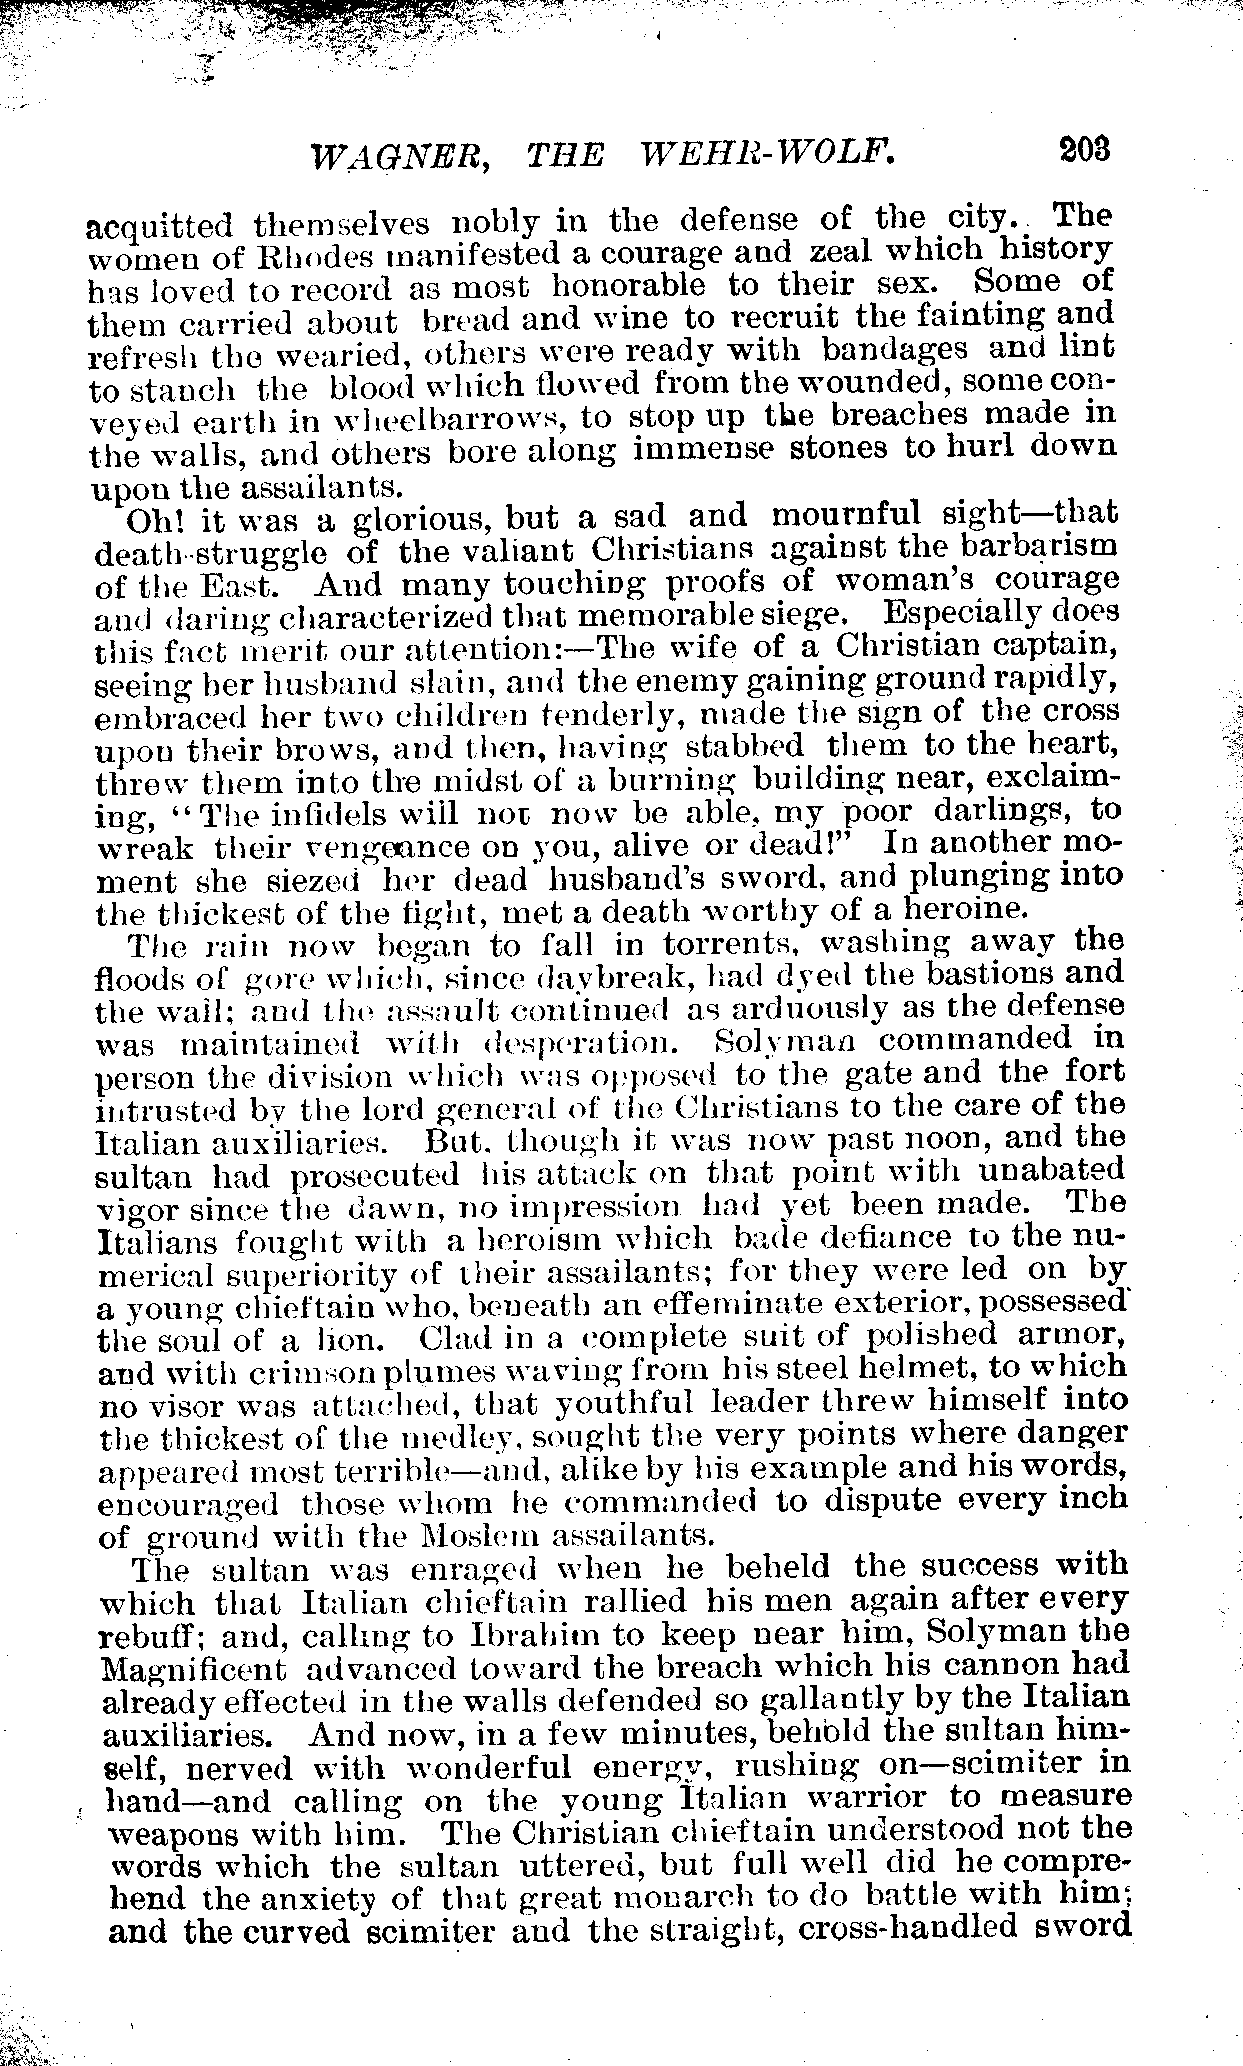 WAGNER, THE WEHR-WOLF. 203
acquitted themselves nobly in the defense of the city. The
women of Rhodes manifested a courage and zeal which history
has loved to record as most honorable to their sex. Some of
them carried about bread and wine to recruit the fainting and
refresh the wearied, others were ready with bandages and lint
to stanch the blood which flowed from the wounded, some con-
veyed earth in wheelbarrows, to stop up the breaches made in
the walls, and others bore along immense stones to hurl down
upon the assailants.
Oh! it was a glorious, but a sad and mournful sight—that
death-struggle of the valiant Christians against the barbarism
of the East. And many touching proofs of woman's courage
and daring characterized that memorable siege. Especially does
this fact merit our attention:—The wife of a Christian captain,
seeing her husband slain, and the enemy gaining ground rapidly,
embraced her two children tenderly, made the sign of the cross
upon their brows, and then, having stabbed them to the heart,
threw them into the midst of a burning building near, exclaim-
ing, "The infidels will not now be able, my poor darlings, to
wreak their vengeance on you, alive or dead!" In another mo-
ment she siezed her dead husband's sword, and plunging into
the thickest of the fight, met a death worthy of a heroine.
The rain now began to fall in torrents, washing away the
floods of gore which, since daybreak, had dyed the bastions and
the wall; and the assault continued as arduously as the defense
was maintained with desperation. Solyman commanded in
person the division which was opposed to the gate and the fort
intrusted by the lord general of the Christians to the care of the
Italian auxiliaries. But, though it was now past noon, and the
sultan had prosecuted his attack on that point with unabated
vigor since the dawn, no impression had yet been made. The
Italians fought with a heroism which bade defiance to the nu-
merical superiority of their assailants; for they were led on by
a young chieftain who, beneath an effeminate exterior, possessed
the soul of a lion. Clad in a complete suit of polished armor,
and with crimson plumes waving from his steel helmet, to which
no visor was attached, that youthful leader threw himself into
the thickest of the medley, sought the very points where danger
appeared most terrible—and, alike by his example and his words,
encouraged those whom he commanded to dispute every inch
of ground with the Moslem assailants.
The sultan was enraged when he beheld the success with
which that Italian chieftain rallied his men again after every
rebuff; and, calling to Ibrahim to keep near him, Solyman the
Magnificent advanced toward the breach which his cannon had
already effected in the walls defended so gallantly by the Italian
auxiliaries. And now, in a few minutes, behold the sultan him-
self, nerved with wonderful energy, rushing on—scimiter in
hand—and calling on the young Italian warrior to measure
weapons with him. The Christian chieftain understood not the
words which the sultan uttered, but full well did he compre-
hend the anxiety of that great monarch to do battle with him;
and the curved scimiter and the straight, cross-handled sword